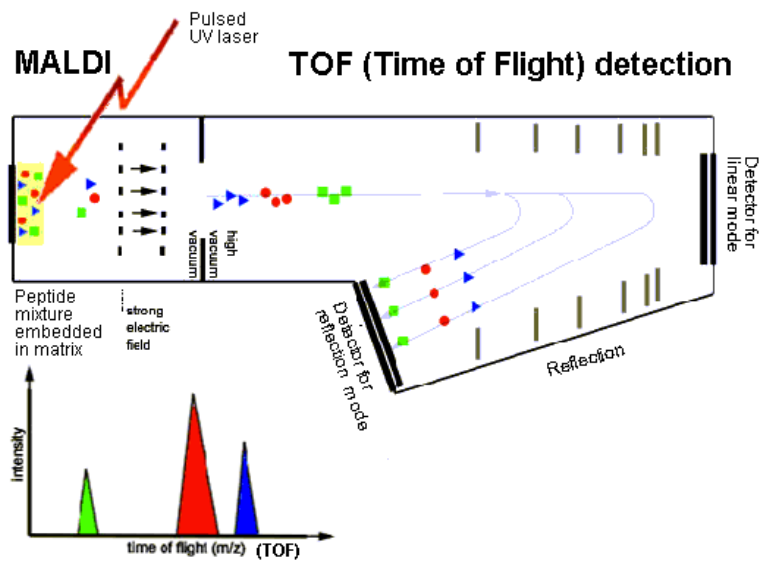 Pulsed
UV laser
MALDI
TOF (Time of Flight) detection
Detector for
linear mode
high
vacuum
vacuum
Peptide
mixture
embedded
in matrix
strong
electric
field
Detector for
reflection mode
Reflection
intensity
time of flight (m/z) (TOF)